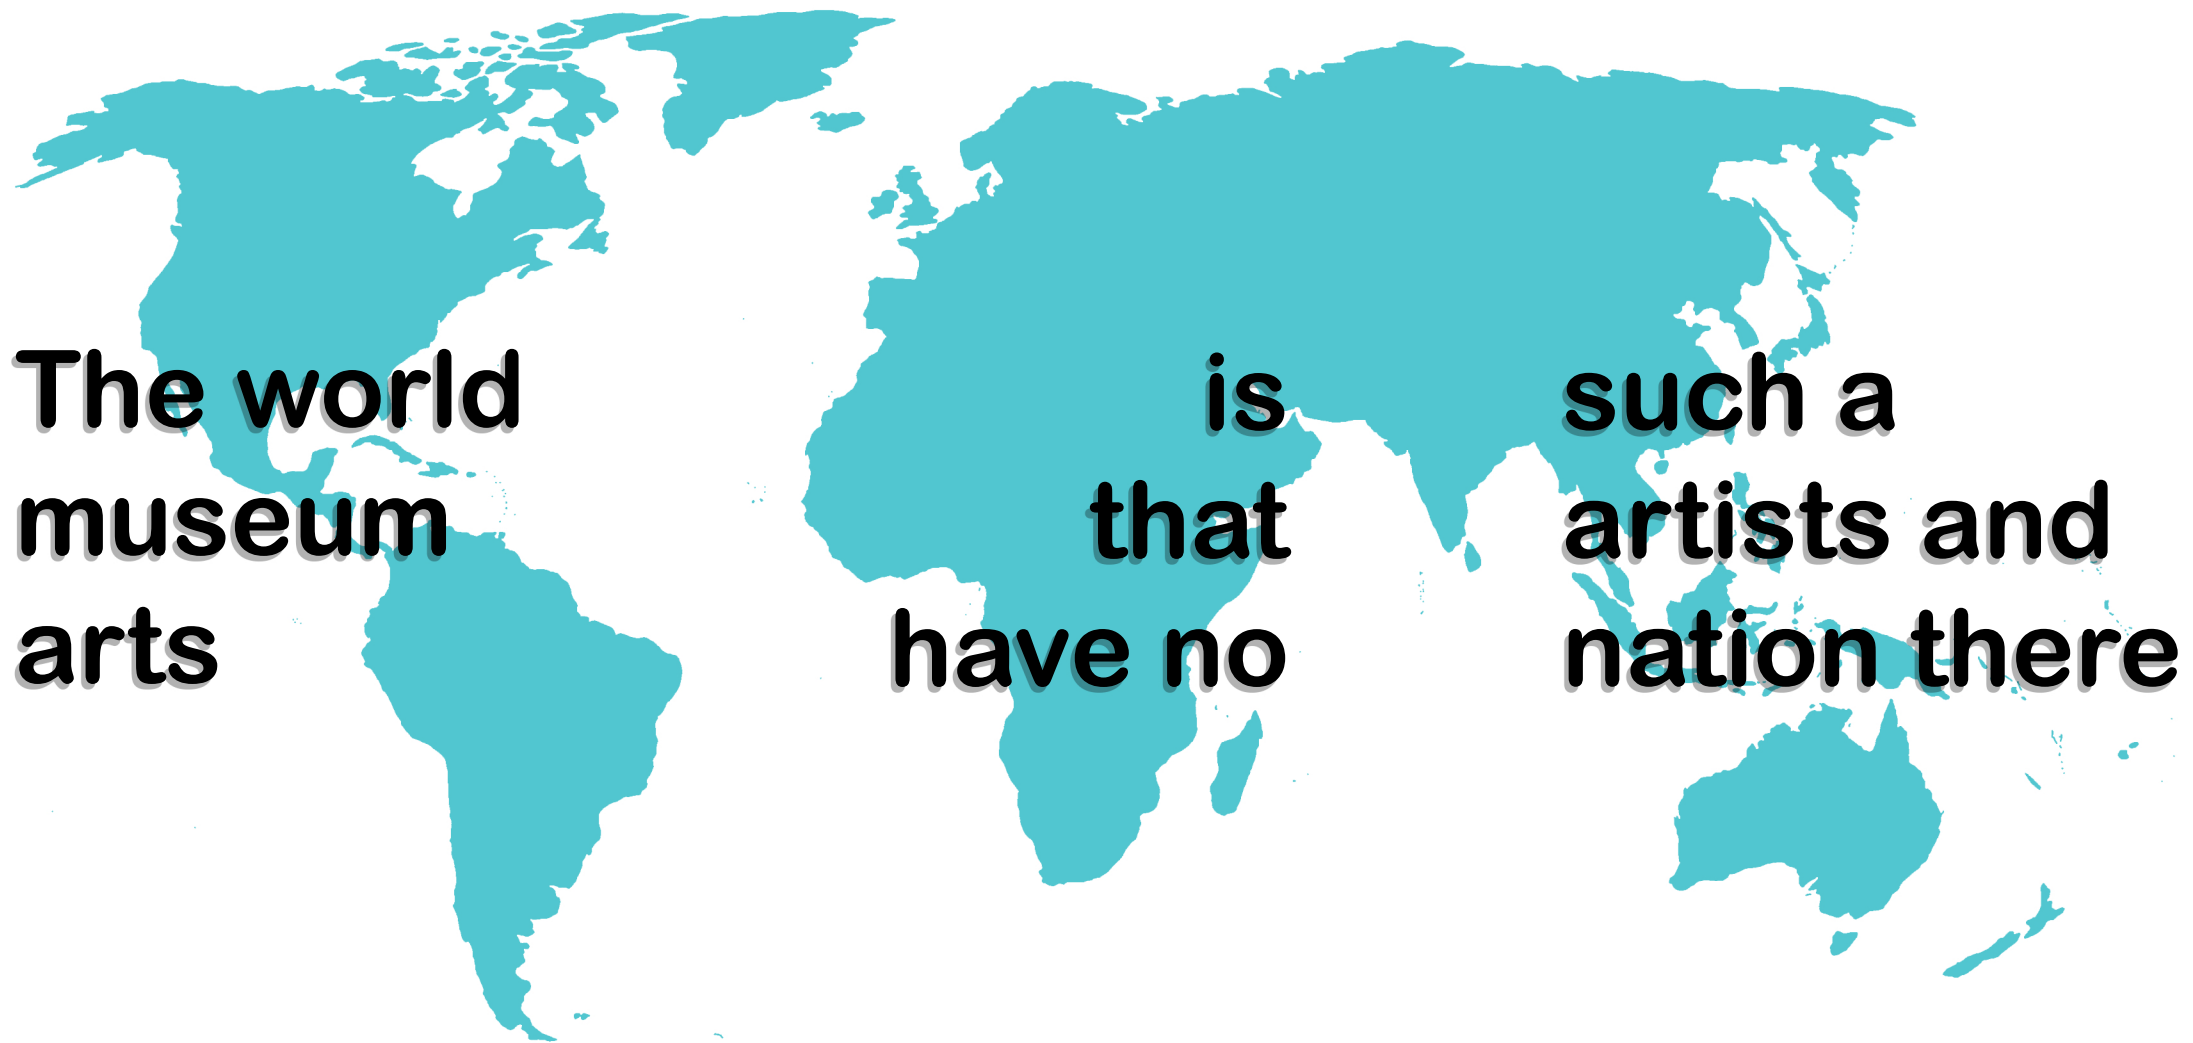 The world is such a
museum that artists and
arts have no nation there